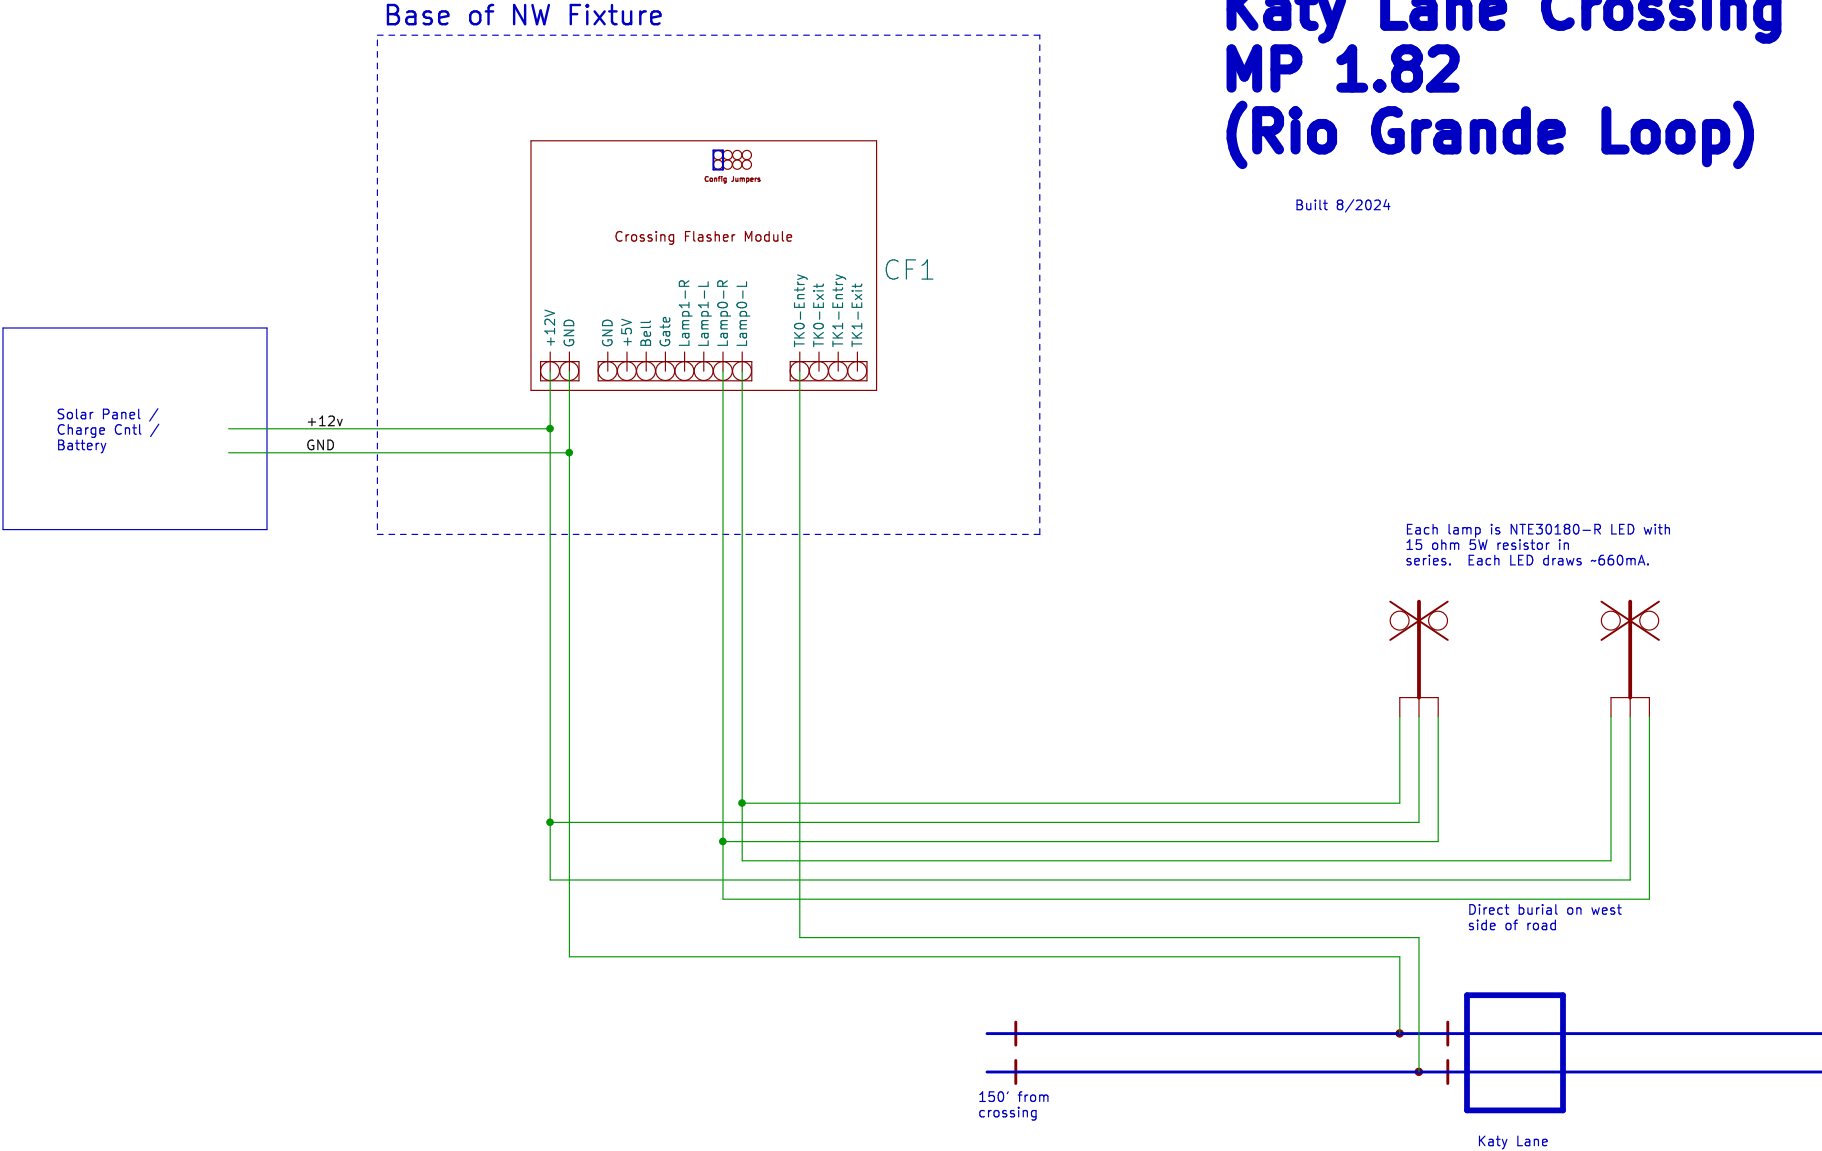 Base of NW Fixture
Katy Lane Crossing
MP 1.82
(Rio Grande Loop)
Built 8/2024
Config Jumpers
Crossing Flasher Module
CF1
+12V
GND
GND
+5V
Bell
Gate
Lamp1-R
Lamp1-L
Lamp0-R
Lamp0-L
TK0-Entry
TK0-Exit
TK1-Entry
TK1-Exit
Solar Panel /
Charge Cntl /
Battery
+12v
GND
Each lamp is NTE30180-R LED with
15 ohm 5W resistor in
series.  Each LED draws ~660mA.
Direct burial on west
side of road
150' from
crossing
Katy Lane